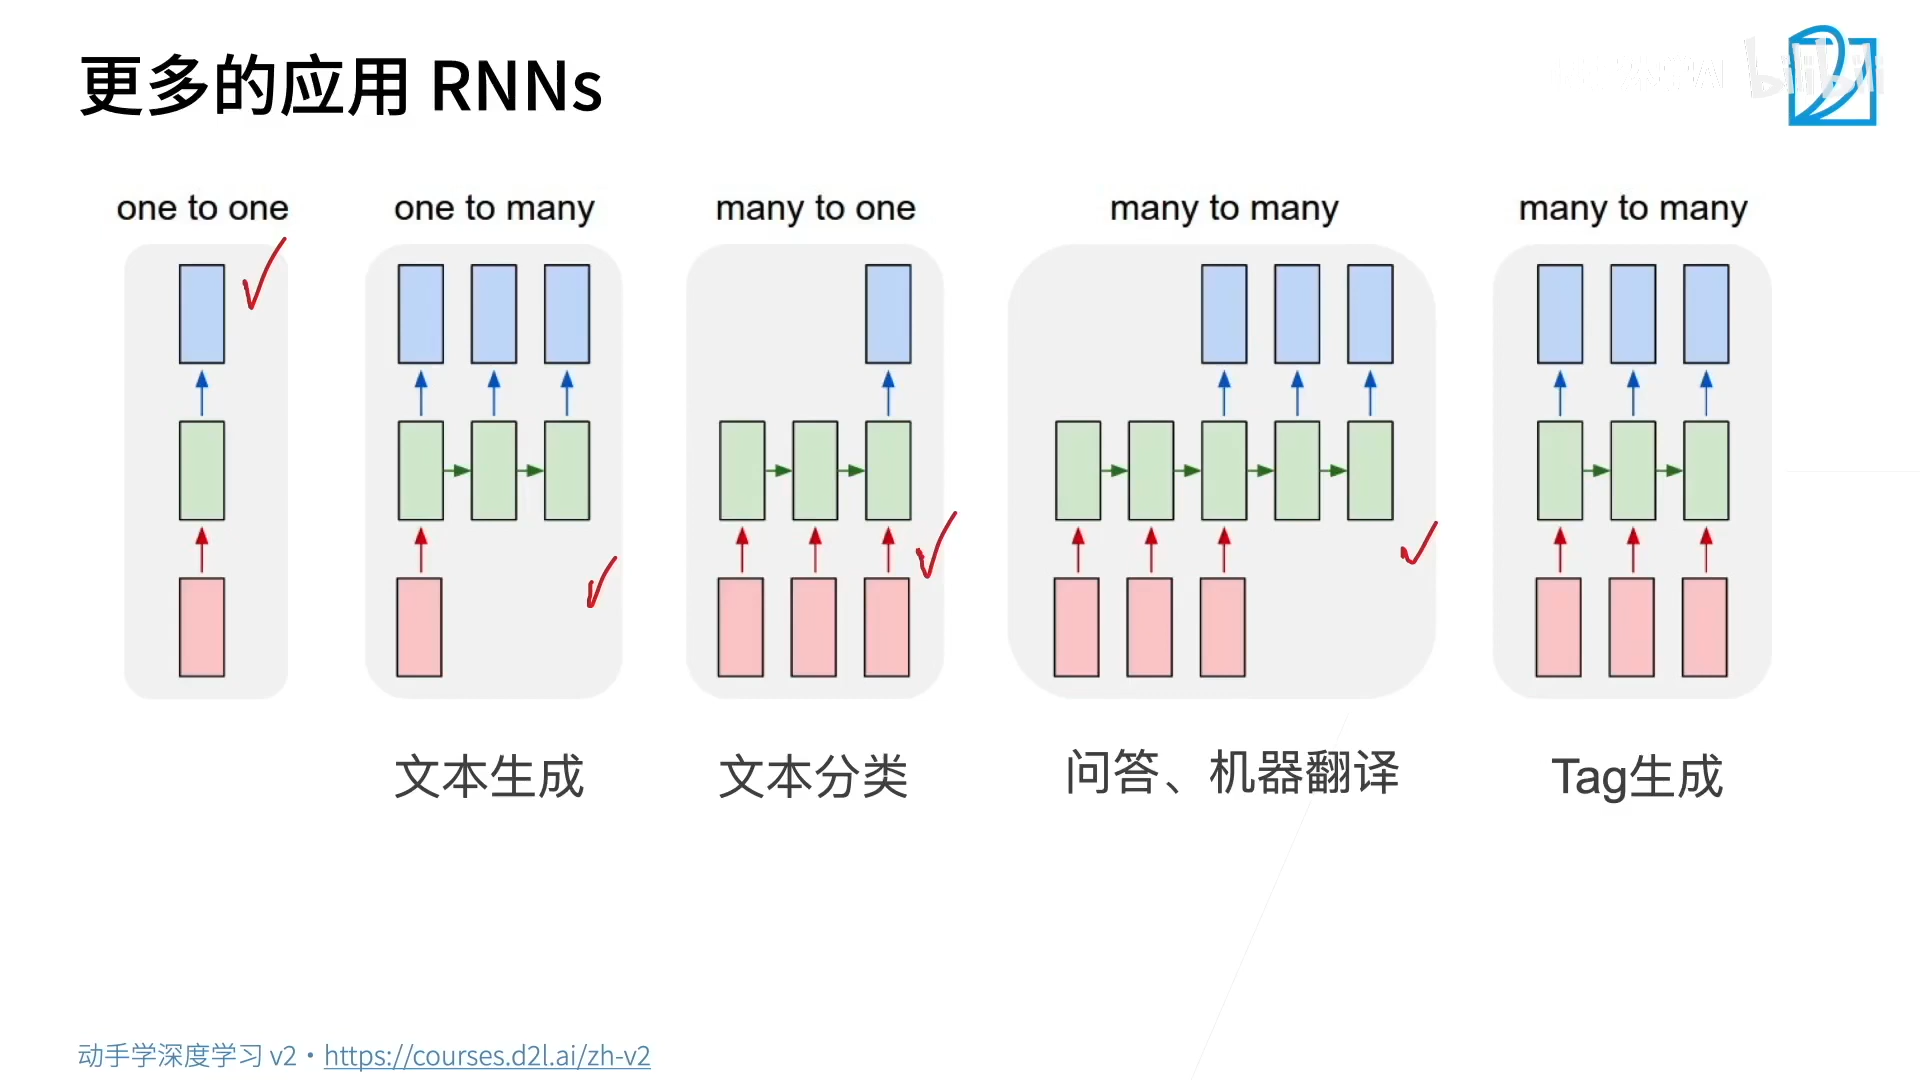 更多的应用 RNNs
bilibili
one to one
one to many
many to one
many to many
many to many
文本生成
文本分类
问答、机器翻译
Tag生成
动手学深度学习 v2 · https://courses.d2l.ai/zh-v2